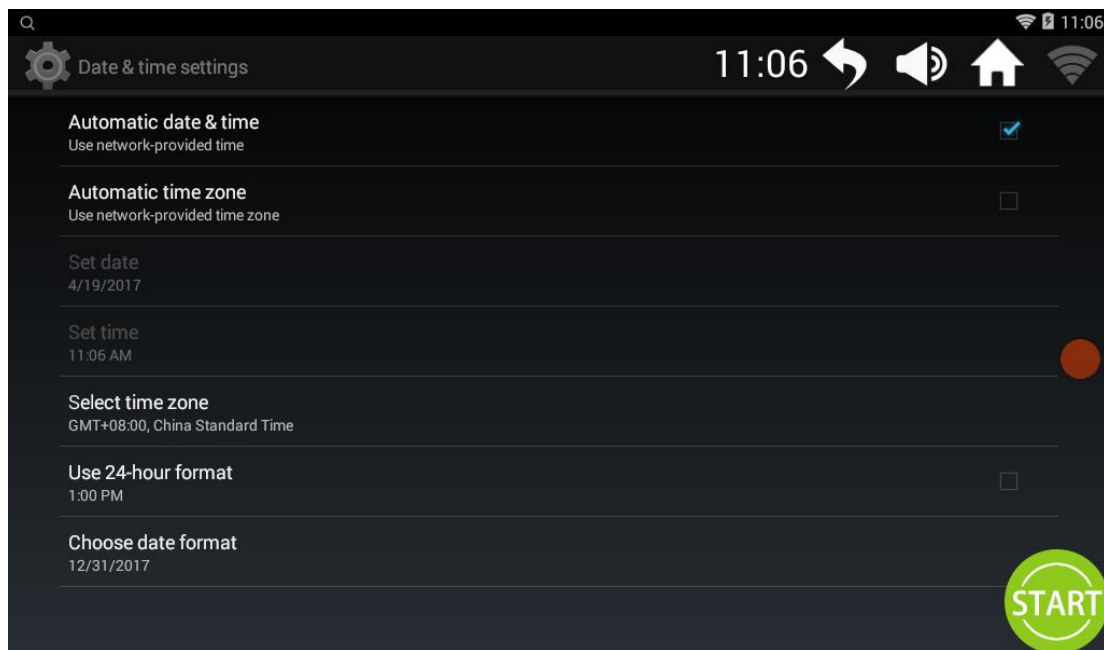 11:06
Date & time settings
11:06
Automatic date & time
Use network-provided time
Automatic time zone
Use network-provided time zone
Set date
4/19/2017
Set time
11:06 AM
Select time zone
GMT+08:00, China Standard Time
Use 24-hour format
1:00 PM
Choose date format
12/31/2017
START